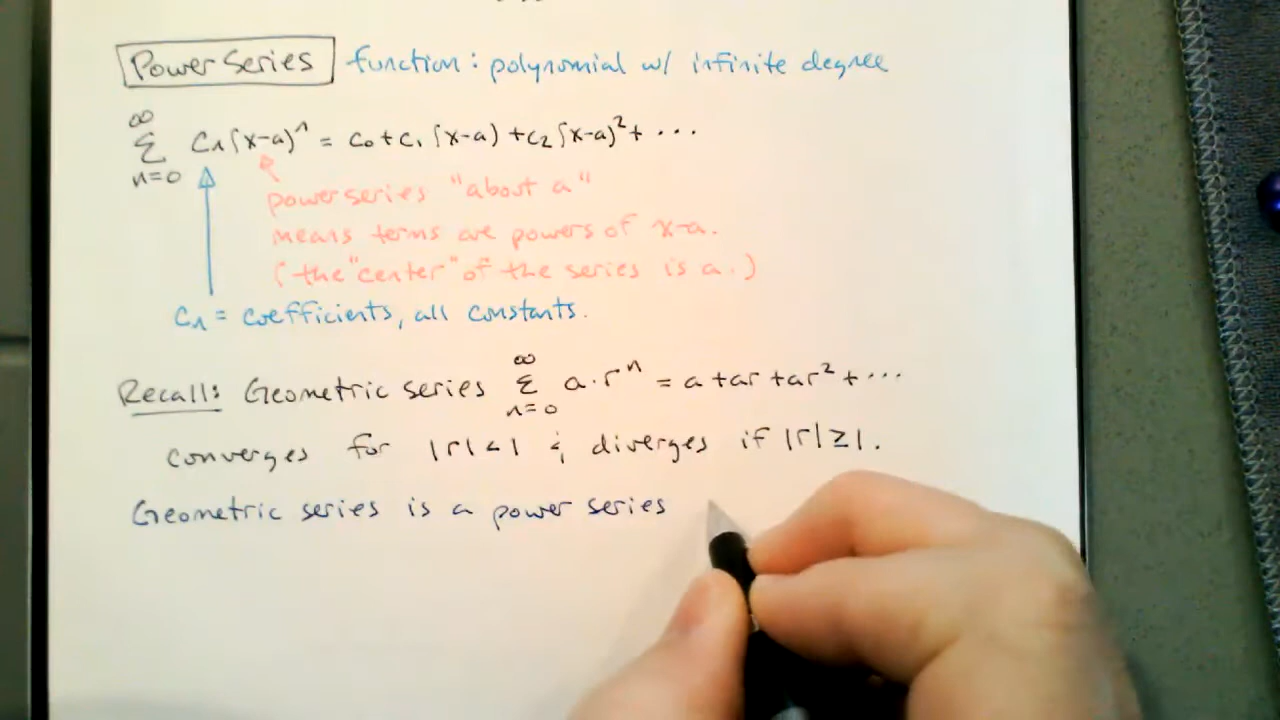 Power Series function: polynomial w/ infinite degree
∞
Σ cₙ(x-a)ⁿ = c₀ + c₁(x-a) + c₂(x-a)² + ...
n=0
power series "about a"
means terms are powers of x-a.
(the "center" of the series is a.)
cₙ = coefficients, all constants.
Recall: Geometric series ∞ Σ n=0 a·rⁿ = a + ar + ar² + ...
converges for |r|<1 & diverges if |r|≥1.
Geometric series is a power series